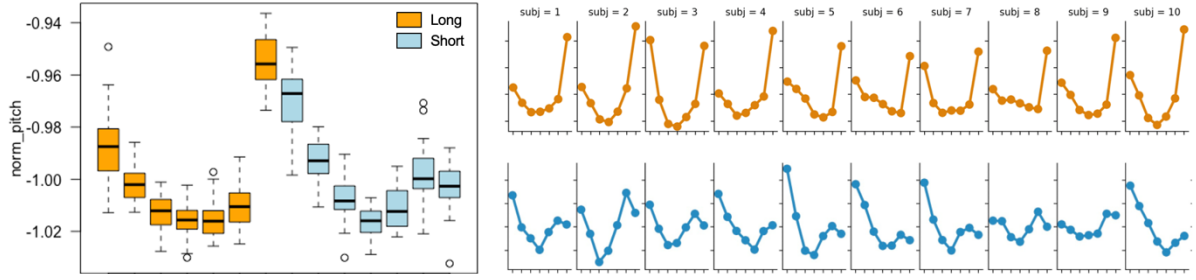 -0.94
-0.96
-0.98
-1.00
-1.02
norm_pitch
Long
Short
subj = 1
subj = 2
subj = 3
subj = 4
subj = 5
subj = 6
subj = 7
subj = 8
subj = 9
subj = 10